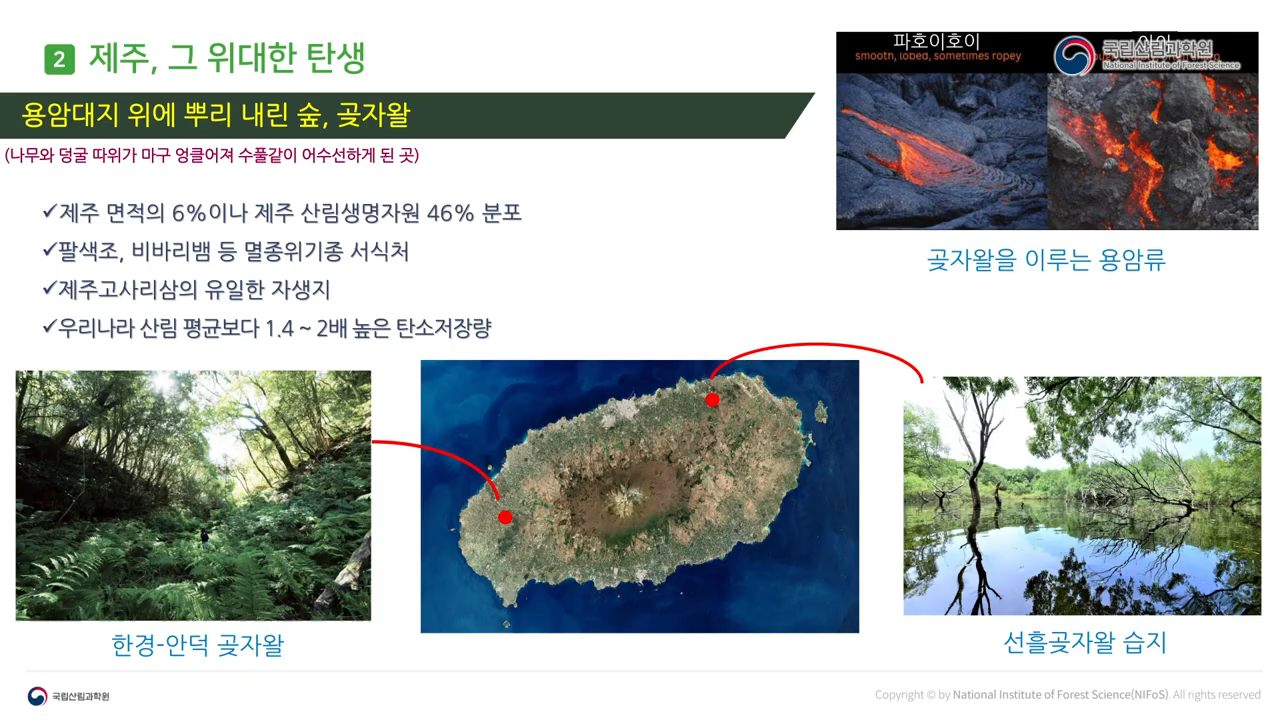 2 제주, 그 위대한 탄생
용암대지 위에 뿌리 내린 숲, 곶자왈
(나무와 덩굴 따위가 마구 엉클어져 수풀같이 어수선하게 된 곳)
✓제주 면적의 6%이나 제주 산림생명자원 46% 분포
✓팔색조, 비바리뱀 등 멸종위기종 서식처
✓제주고사리삼의 유일한 자생지
✓우리나라 산림 평균보다 1.4 ~ 2배 높은 탄소저장량
파호이호이
smooth, lobed, sometimes ropey
국립산림과학원
National Institute of Forest Science
곶자왈을 이루는 용암류
한경-안덕 곶자왈
선흘곶자왈 습지
국립산림과학원
Copyright © by National Institute of Forest Science(NIFoS). All rights reserved